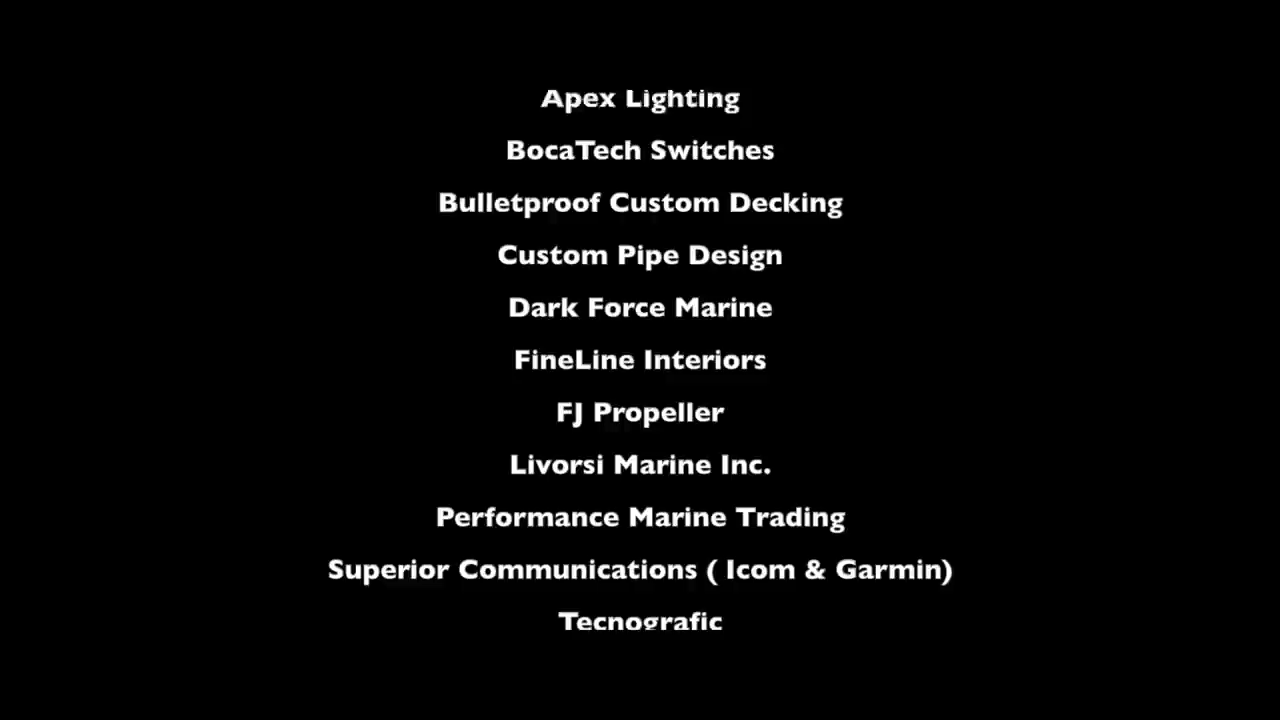 Apex Lighting
BocaTech Switches
Bulletproof Custom Decking
Custom Pipe Design
Dark Force Marine
FineLine Interiors
FJ Propeller
Livorsi Marine Inc.
Performance Marine Trading
Superior Communications ( Icom & Garmin)
Tecnografic